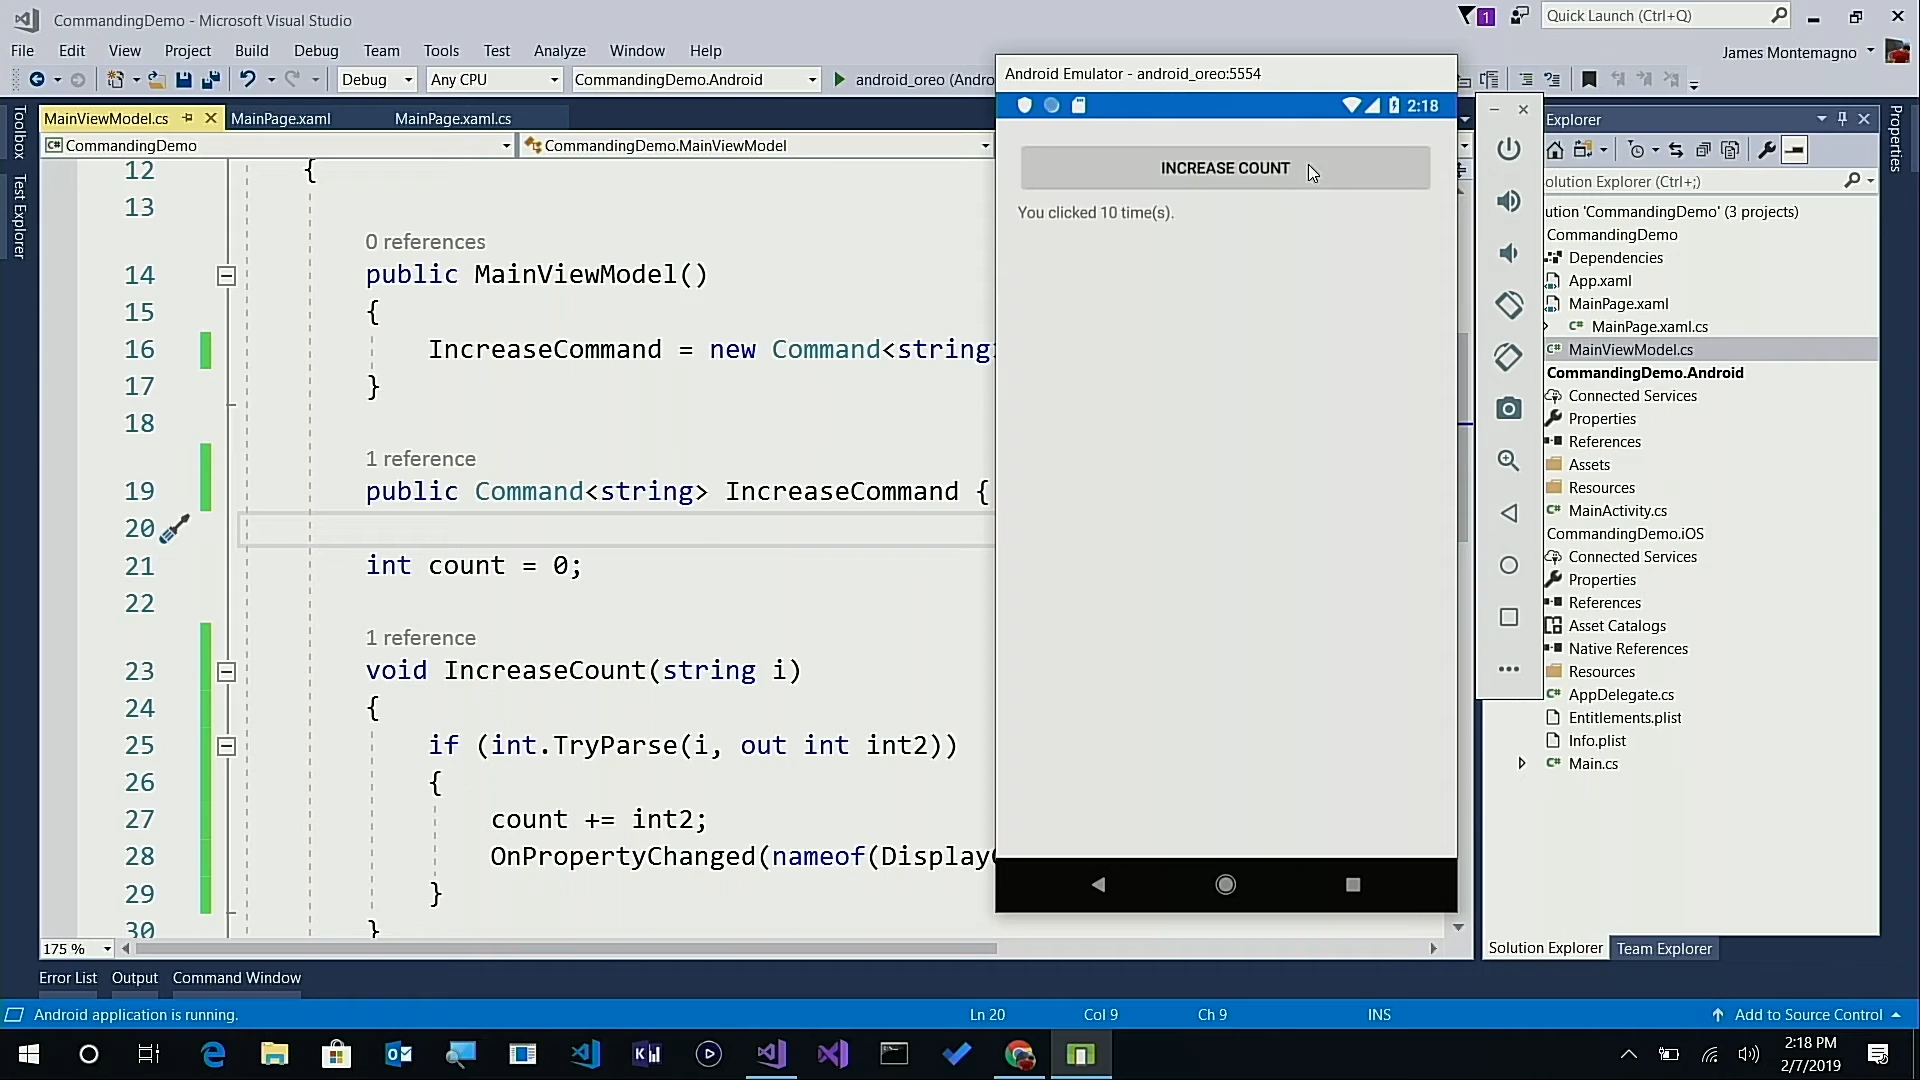 CommandingDemo - Microsoft Visual Studio
1
Quick Launch (Ctrl+Q)
File Edit View Project Build Debug Team Tools Test Analyze Window Help
James Montemagno
Debug Any CPU CommandingDemo.Android android_oreo (Andro
Toolbox
Test Explorer
MainViewModel.cs MainPage.xaml MainPage.xaml.cs
C# CommandingDemo CommandingDemo.MainViewModel
12 {
13
0 references
14 public MainViewModel()
15 {
16 IncreaseCommand = new Command<string>
17 }
18
1 reference
19 public Command<string> IncreaseCommand {
20
21 int count = 0;
22
1 reference
23 void IncreaseCount(string i)
24 {
25 if (int.TryParse(i, out int int2))
26 {
27 count += int2;
28 OnPropertyChanged(nameof(Display
29 }
30 }
175 %
Android Emulator - android_oreo:5554
2:18
INCREASE COUNT
You clicked 10 time(s).
Explorer
Properties
olution Explorer (Ctrl+;)
ution 'CommandingDemo' (3 projects)
CommandingDemo
Dependencies
App.xaml
MainPage.xaml
C# MainPage.xaml.cs
C# MainViewModel.cs
CommandingDemo.Android
Connected Services
Properties
References
Assets
Resources
C# MainActivity.cs
CommandingDemo.iOS
Connected Services
Properties
References
Asset Catalogs
Native References
Resources
C# AppDelegate.cs
Entitlements.plist
Info.plist
C# Main.cs
Solution Explorer Team Explorer
Error List Output Command Window
Android application is running. Ln 20 Col 9 Ch 9 INS Add to Source Control
2:18 PM
2/7/2019